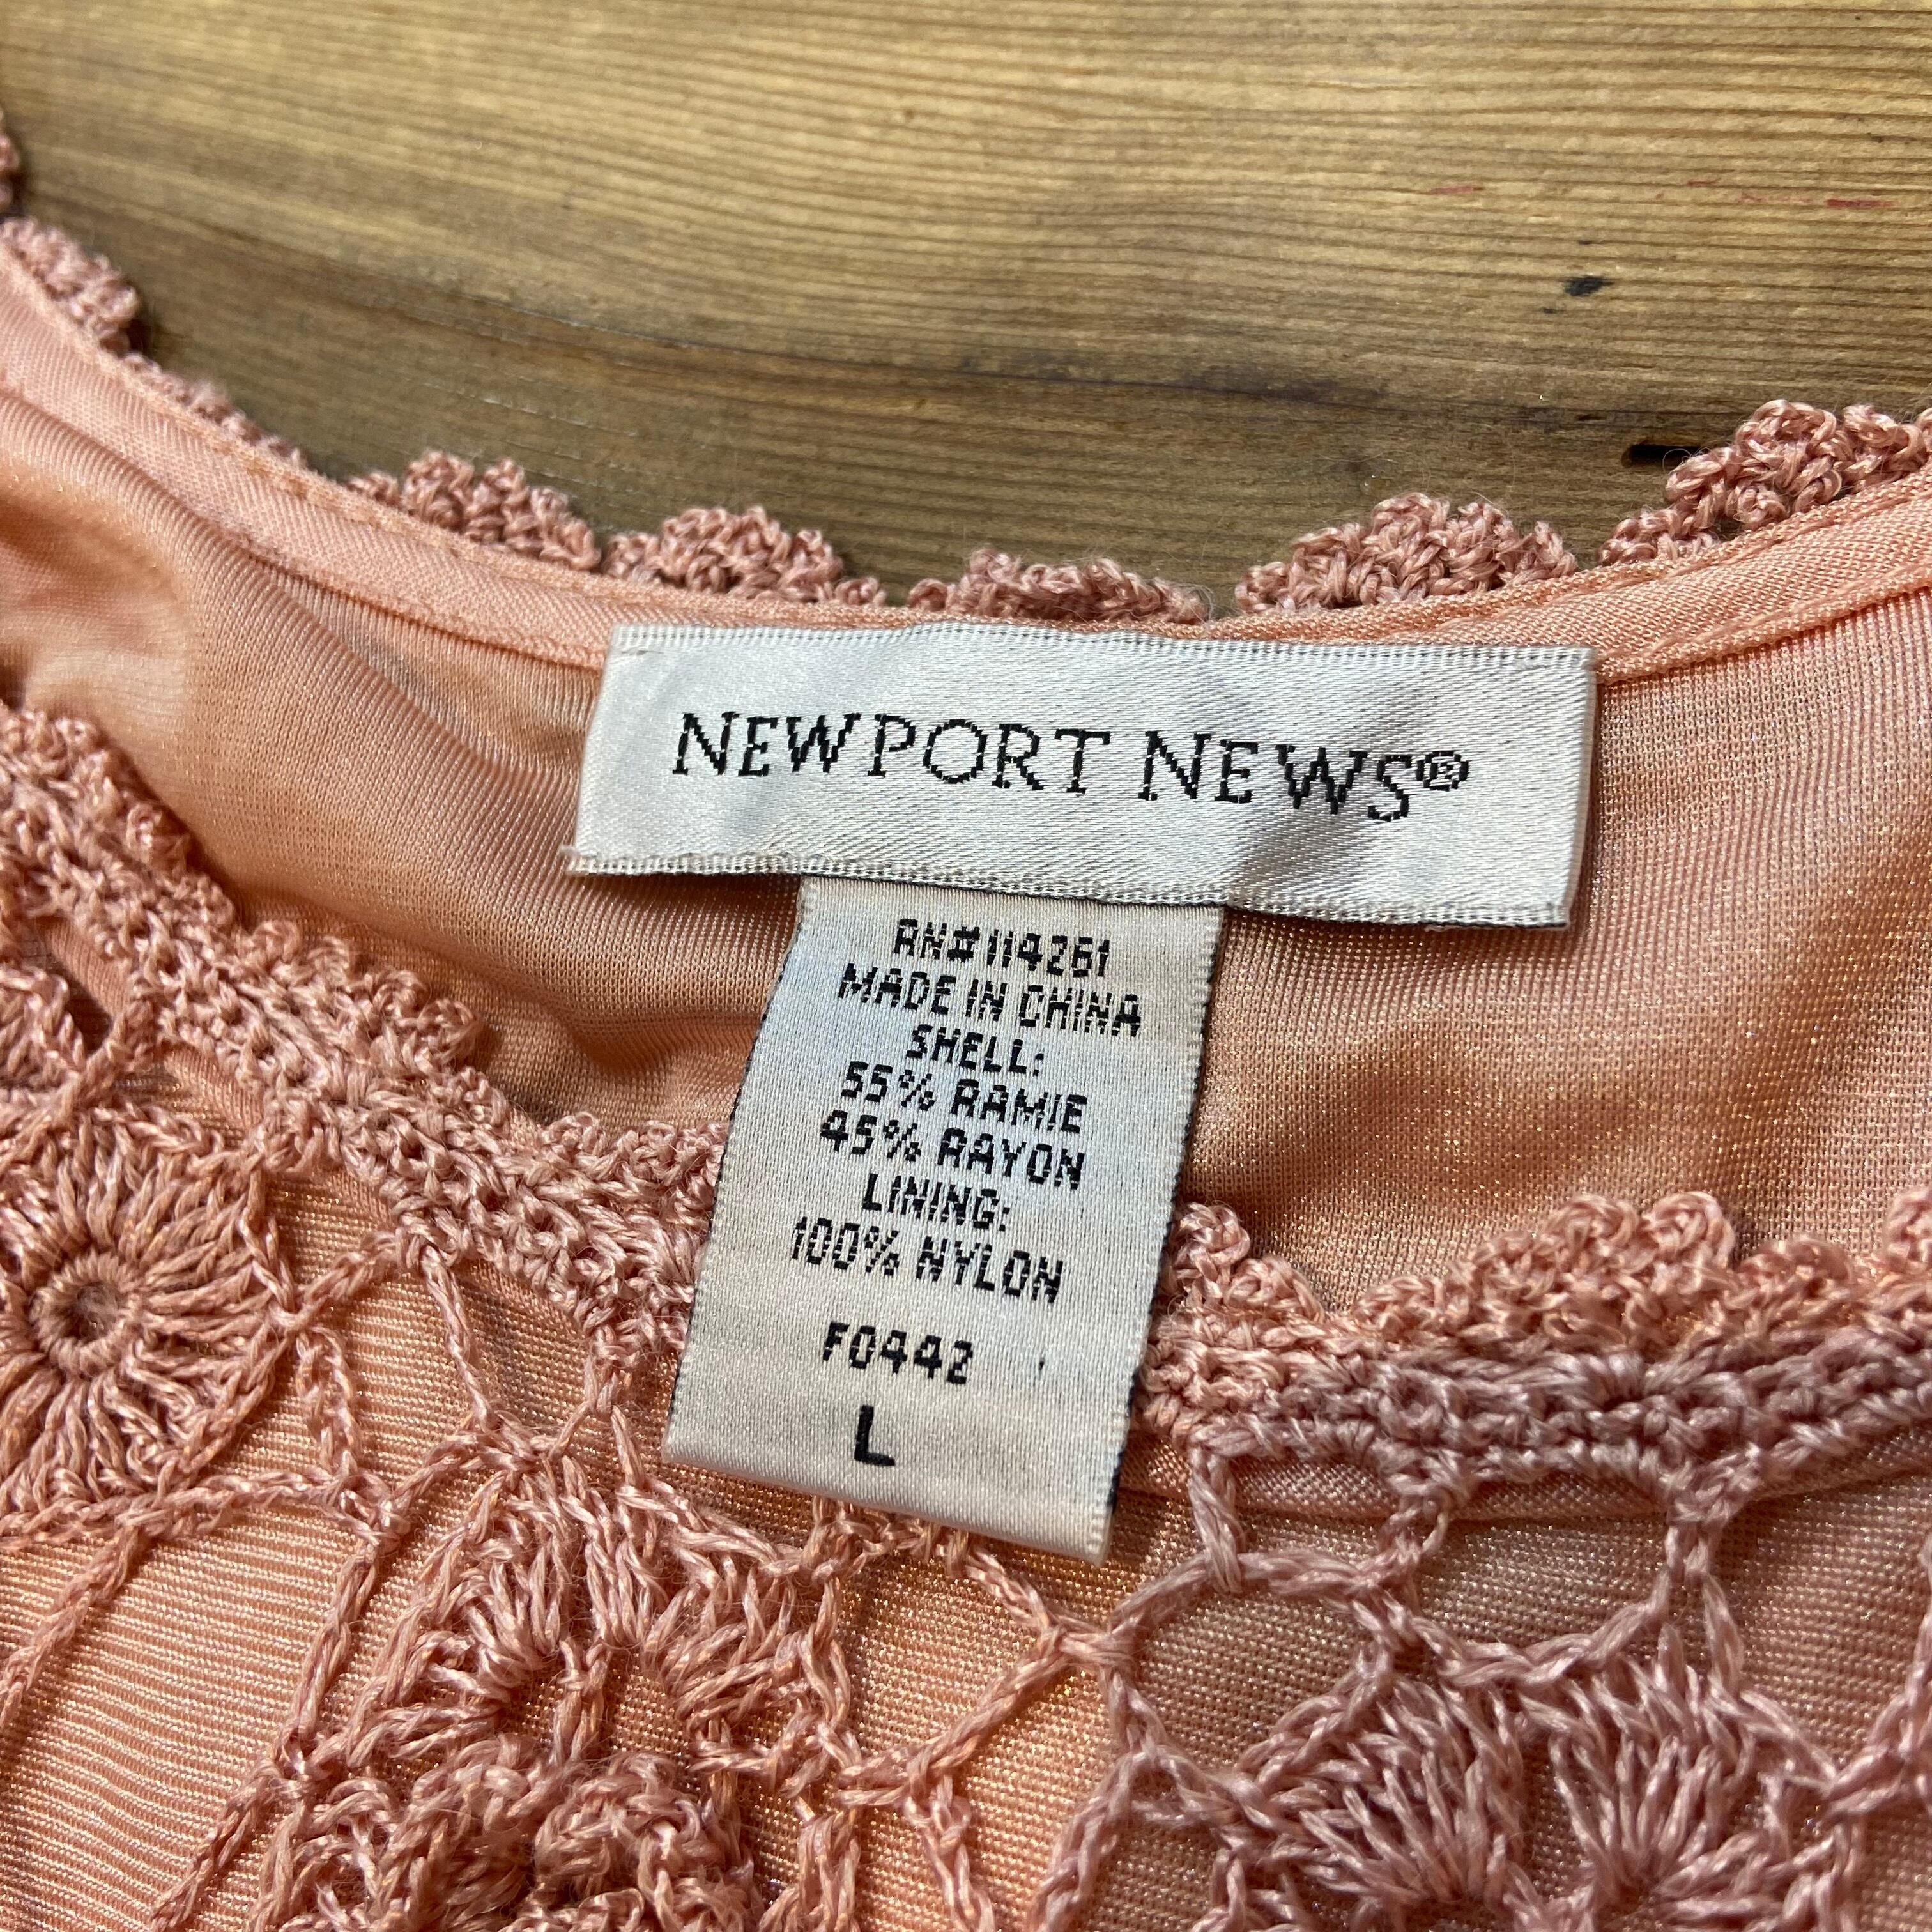 NEWPORT NEWS®
RN#114261
MADE IN CHINA
SHELL:
55% RAMIE
45% RAYON
LINING:
100% NYLON
F0442
L